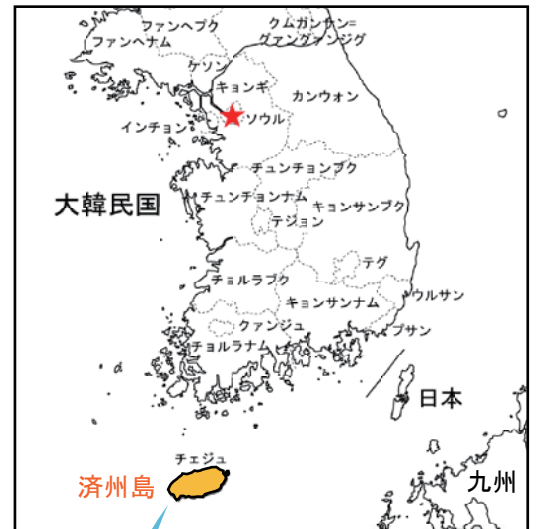 クムガンサン=
ファンヘブク
グァングァンジグ
ファンヘナム
ケソン
キョンギ
カンウォン
ソウル
インチョン
チュンチョンブク
チュンチョンナム
キョンサンブク
大韓民国
テジョン
テグ
チョルラブク
キョンサンナム
ウルサン
クァンジュ
プサン
チョルラナム
日本
チェジュ
済州島
九州